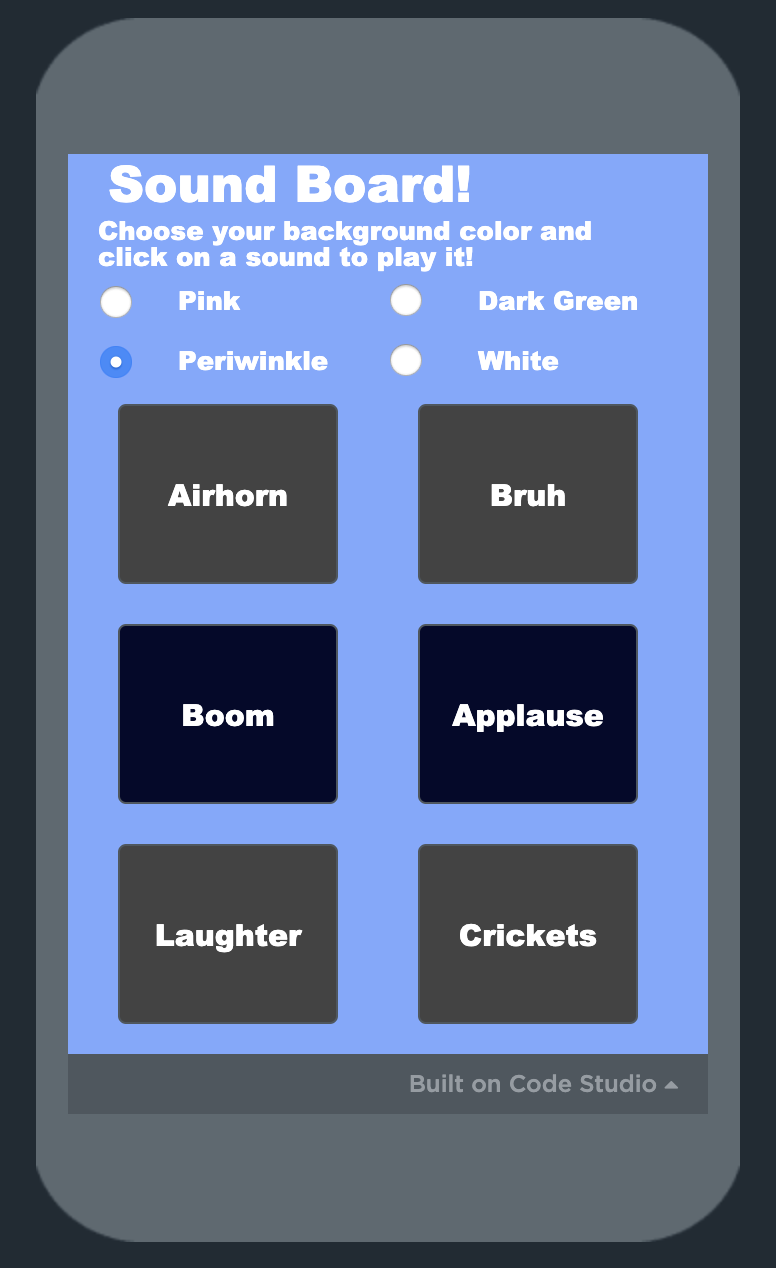 Sound Board!
Choose your background color and
click on a sound to play it!
Pink
Dark Green
Periwinkle
White
Airhorn
Bruh
Boom
Applause
Laughter
Crickets
Built on Code Studio